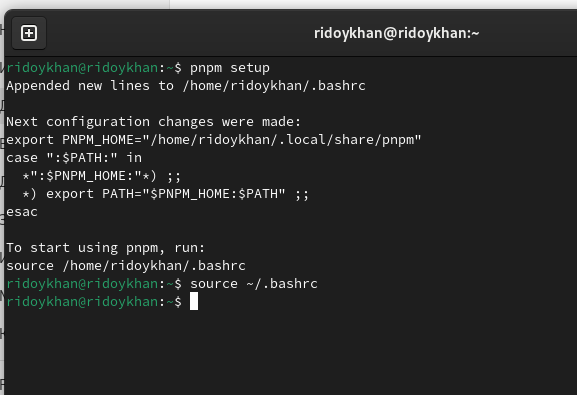 ridoykhan@ridoykhan:~
ridoykhan@ridoykhan:~$ pnpm setup
Appended new lines to /home/ridoykhan/.bashrc

Next configuration changes were made:
export PNPM_HOME="/home/ridoykhan/.local/share/pnpm"
case ":$PATH:" in
  *":$PNPM_HOME:"*) ;;
  *) export PATH="$PNPM_HOME:$PATH" ;;
esac

To start using pnpm, run:
source /home/ridoykhan/.bashrc
ridoykhan@ridoykhan:~$ source ~/.bashrc
ridoykhan@ridoykhan:~$